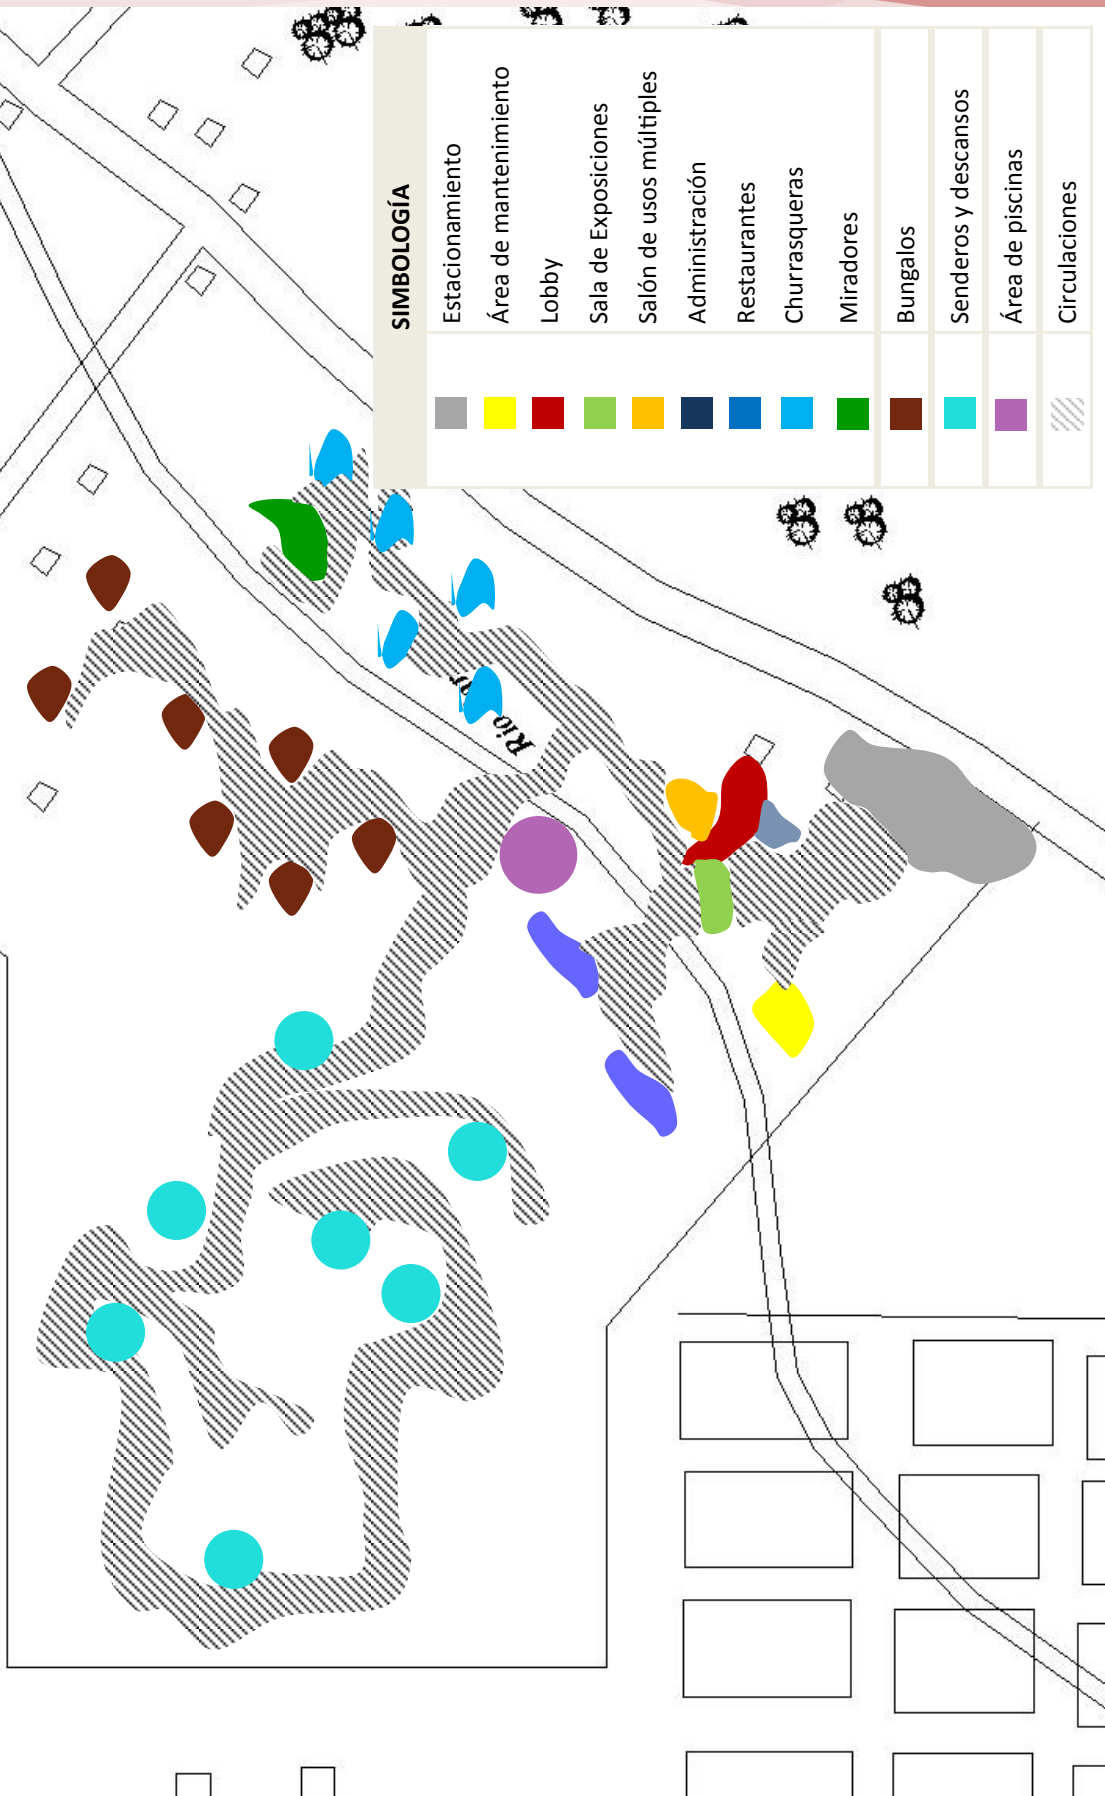 SIMBOLOGÍA
Estacionamiento
Área de mantenimiento
Lobby
Sala de Exposiciones
Salón de usos múltiples
Administración
Restaurantes
Churrasqueras
Miradores
Bungalos
Senderos y descansos
Área de piscinas
Circulaciones
Río